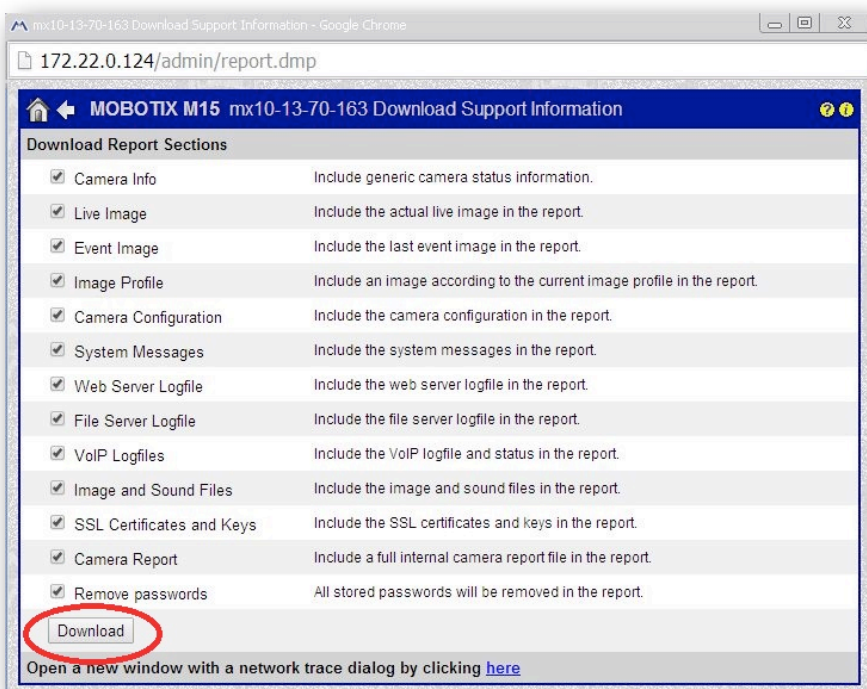 mx10-13-70-163 Download Support Information - Google Chrome
172.22.0.124/admin/report.dmp
MOBOTIX M15 mx10-13-70-163 Download Support Information
Download Report Sections
Camera Info Include generic camera status information.
Live Image Include the actual live image in the report.
Event Image Include the last event image in the report.
Image Profile Include an image according to the current image profile in the report.
Camera Configuration Include the camera configuration in the report.
System Messages Include the system messages in the report.
Web Server Logfile Include the web server logfile in the report.
File Server Logfile Include the file server logfile in the report.
VoIP Logfiles Include the VoIP logfile and status in the report.
Image and Sound Files Include the image and sound files in the report.
SSL Certificates and Keys Include the SSL certificates and keys in the report.
Camera Report Include a full internal camera report file in the report.
Remove passwords All stored passwords will be removed in the report.
Download
Open a new window with a network trace dialog by clicking here